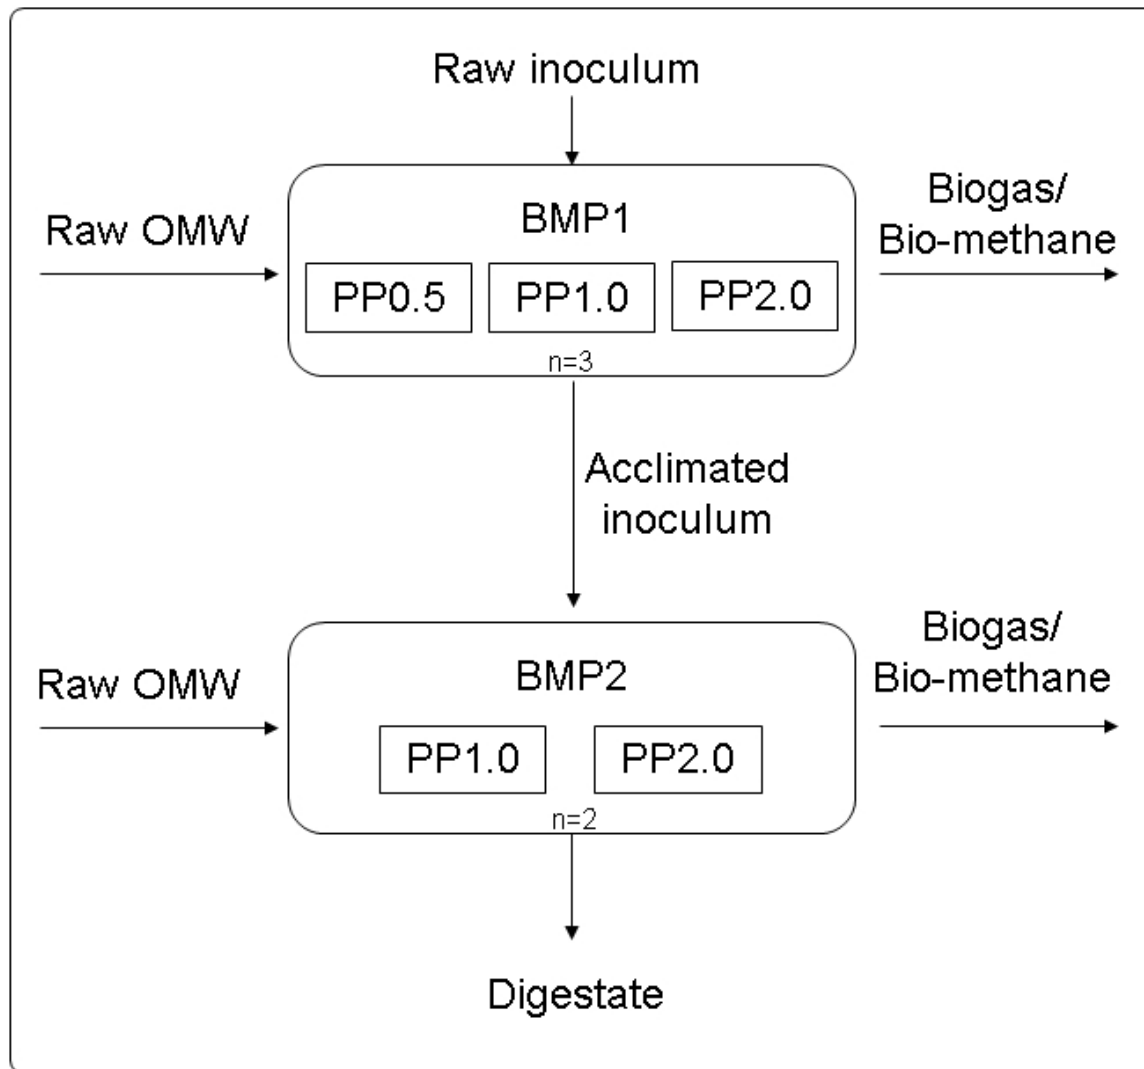 Raw inoculum
Raw OMW
BMP1
Biogas/
Bio-methane
PP0.5
PP1.0
PP2.0
n=3
Acclimated
inoculum
Raw OMW
BMP2
Biogas/
Bio-methane
PP1.0
PP2.0
n=2
Digestate